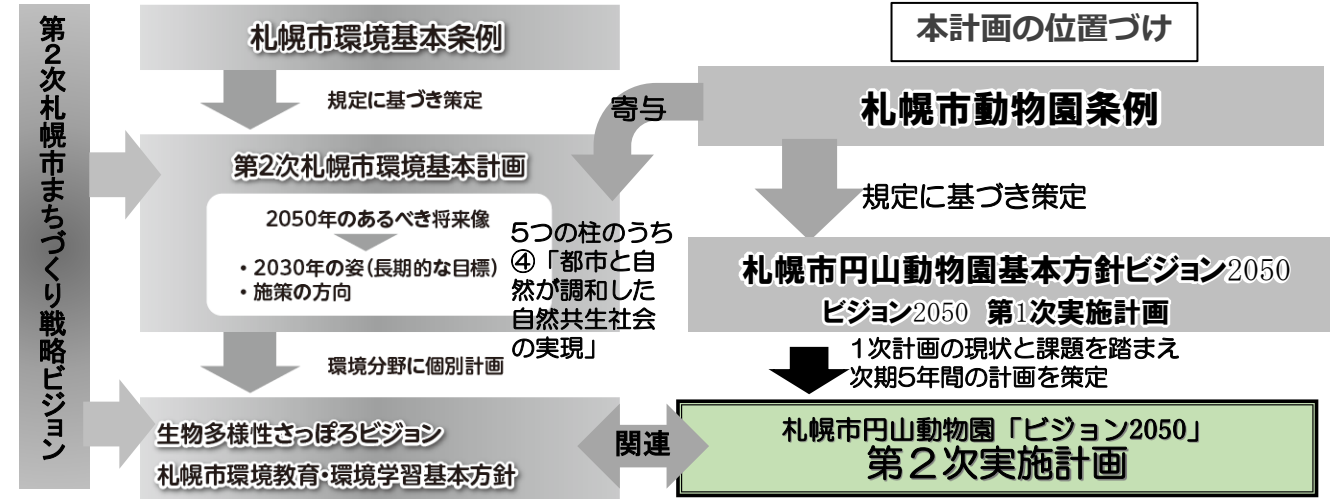 第２次札幌市まちづくり戦略ビジョン
札幌市環境基本条例
規定に基づき策定
第2次札幌市環境基本計画
2050年のあるべき将来像
・2030年の姿(長期的な目標)
・施策の方向
環境分野に個別計画
生物多様性さっぽろビジョン
札幌市環境教育・環境学習基本方針
寄与
5つの柱のうち
④「都市と自
然が調和した
自然共生社会
の実現」
関連
本計画の位置づけ
札幌市動物園条例
規定に基づき策定
札幌市円山動物園基本方針ビジョン2050
ビジョン2050 第1次実施計画
1次計画の現状と課題を踏まえ
次期5年間の計画を策定
札幌市円山動物園「ビジョン2050」
第２次実施計画